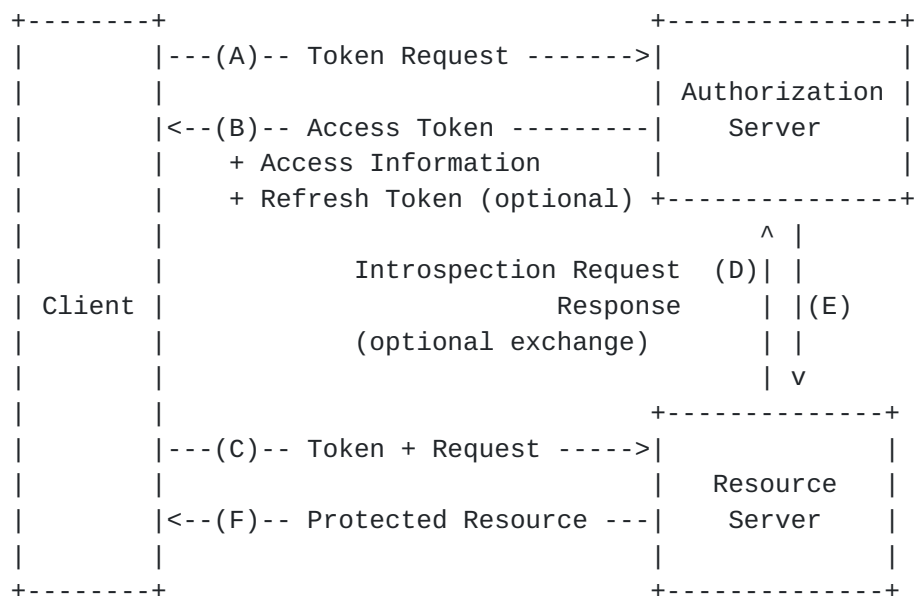 +--------+                               +---------------+
|        |---(A)-- Token Request ------->|               |
|        |                               | Authorization |
|        |<--(B)-- Access Token ---------|    Server     |
|        |    + Access Information       |               |
|        |    + Refresh Token (optional) +---------------+
|        |                                      ^ |
|        |            Introspection Request  (D)| |
| Client |                         Response     | |(E)
|        |            (optional exchange)       | |
|        |                                      | v
|        |                               +--------------+
|        |---(C)-- Token + Request ----->|              |
|        |                               |   Resource   |
|        |<--(F)-- Protected Resource ---|    Server    |
|        |                               |              |
+--------+                               +--------------+